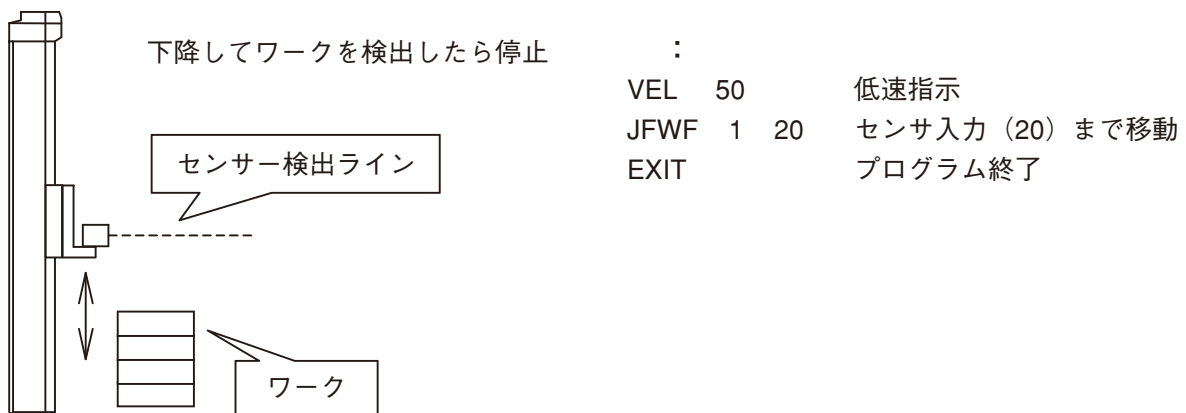 下降してワークを検出したら停止
センサー検出ライン
ワーク
:
VEL 50 低速指示
JFWF 1 20 センサ入力（20）まで移動
EXIT プログラム終了